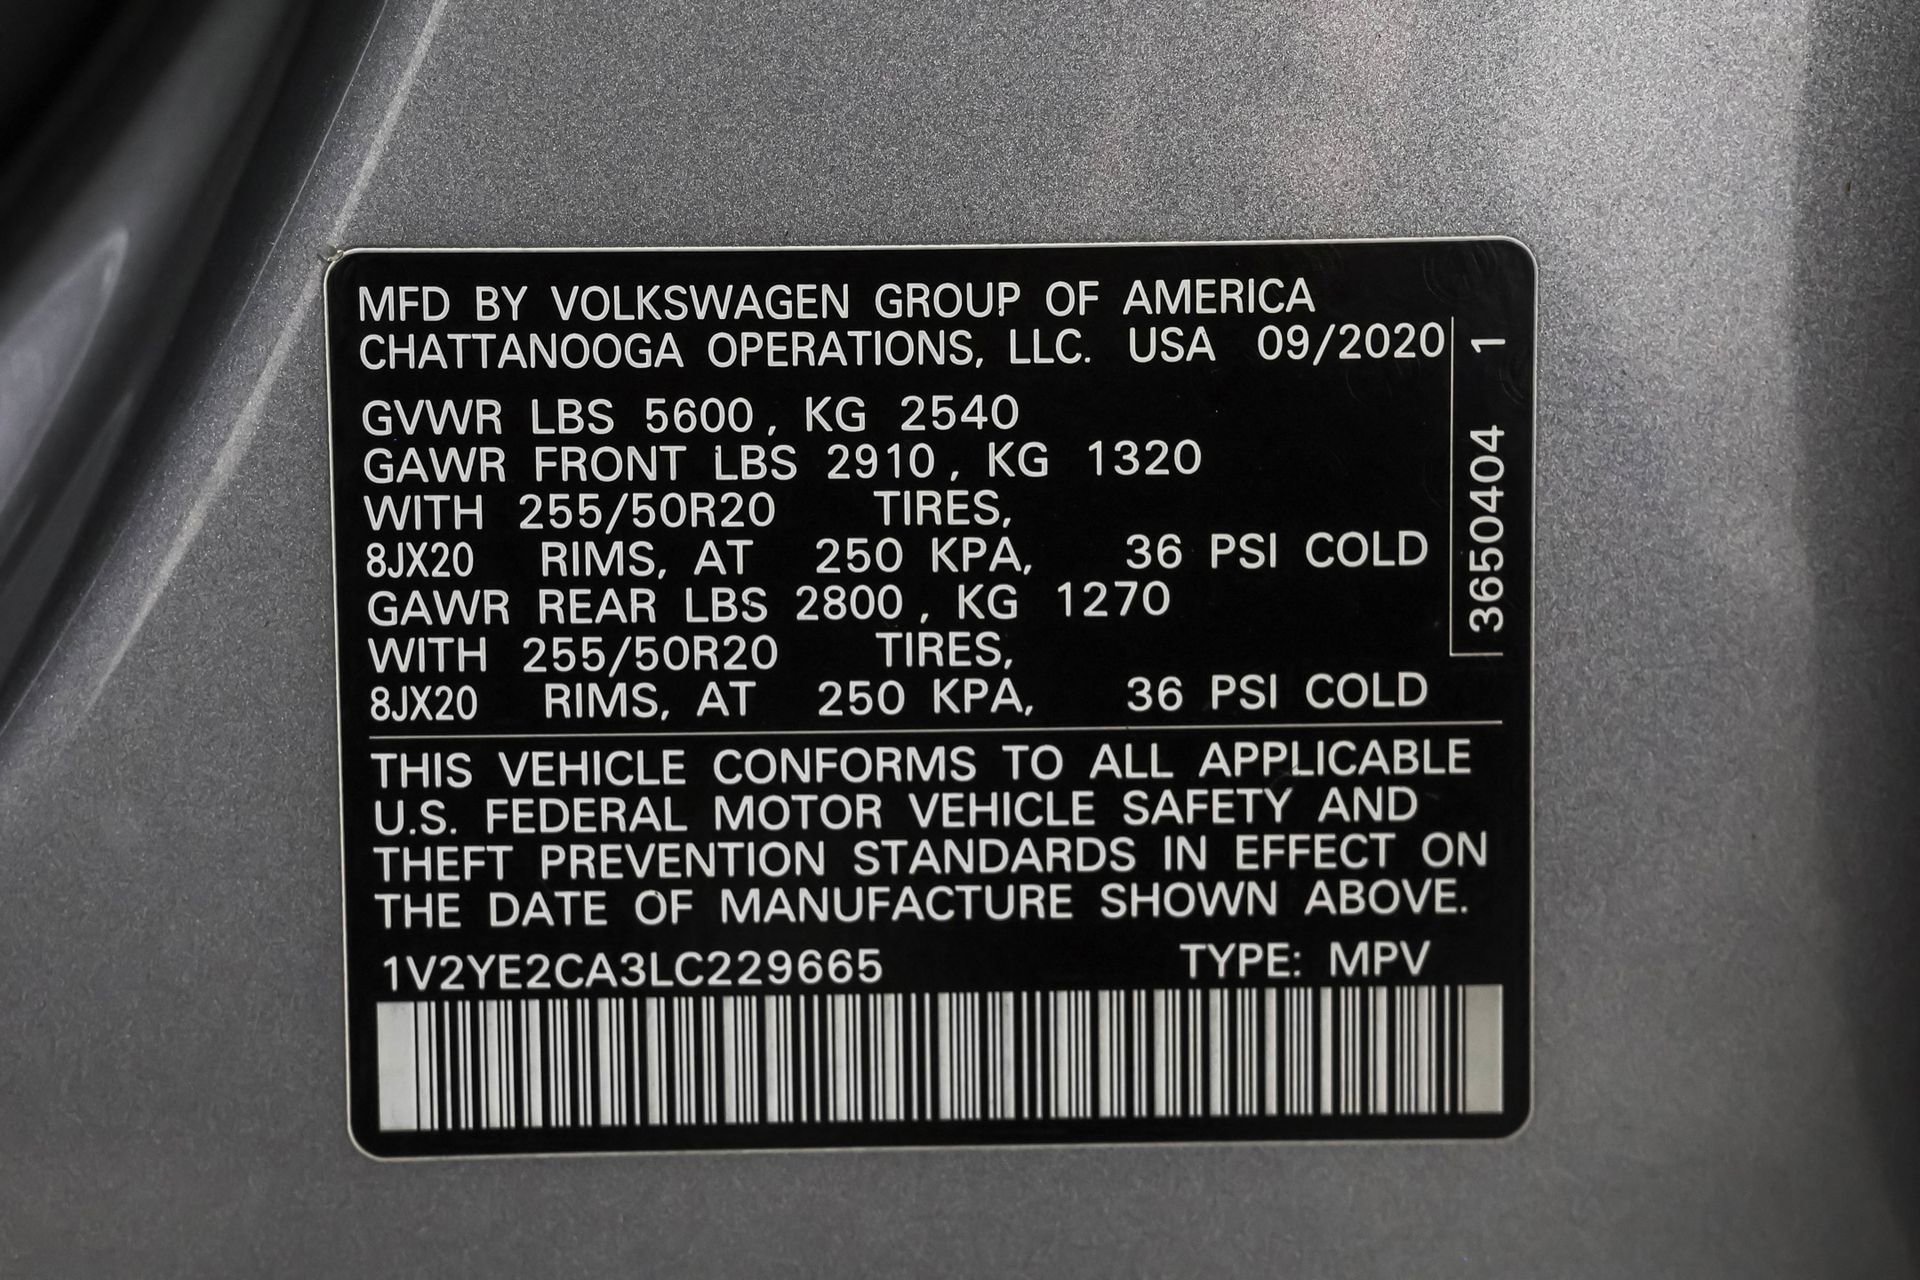 MFD BY VOLKSWAGEN GROUP OF AMERICA
CHATTANOOGA OPERATIONS, LLC. USA 09/2020
GVWR LBS 5600, KG 2540
GAWR FRONT LBS 2910, KG 1320
WITH 255/50R20 TIRES,
8JX20 RIMS, AT 250 KPA, 36 PSI COLD
GAWR REAR LBS 2800, KG 1270
WITH 255/50R20 TIRES,
8JX20 RIMS, AT 250 KPA, 36 PSI COLD
3650404 1
THIS VEHICLE CONFORMS TO ALL APPLICABLE
U.S. FEDERAL MOTOR VEHICLE SAFETY AND
THEFT PREVENTION STANDARDS IN EFFECT ON
THE DATE OF MANUFACTURE SHOWN ABOVE.
1V2YE2CA3LC229665 TYPE: MPV